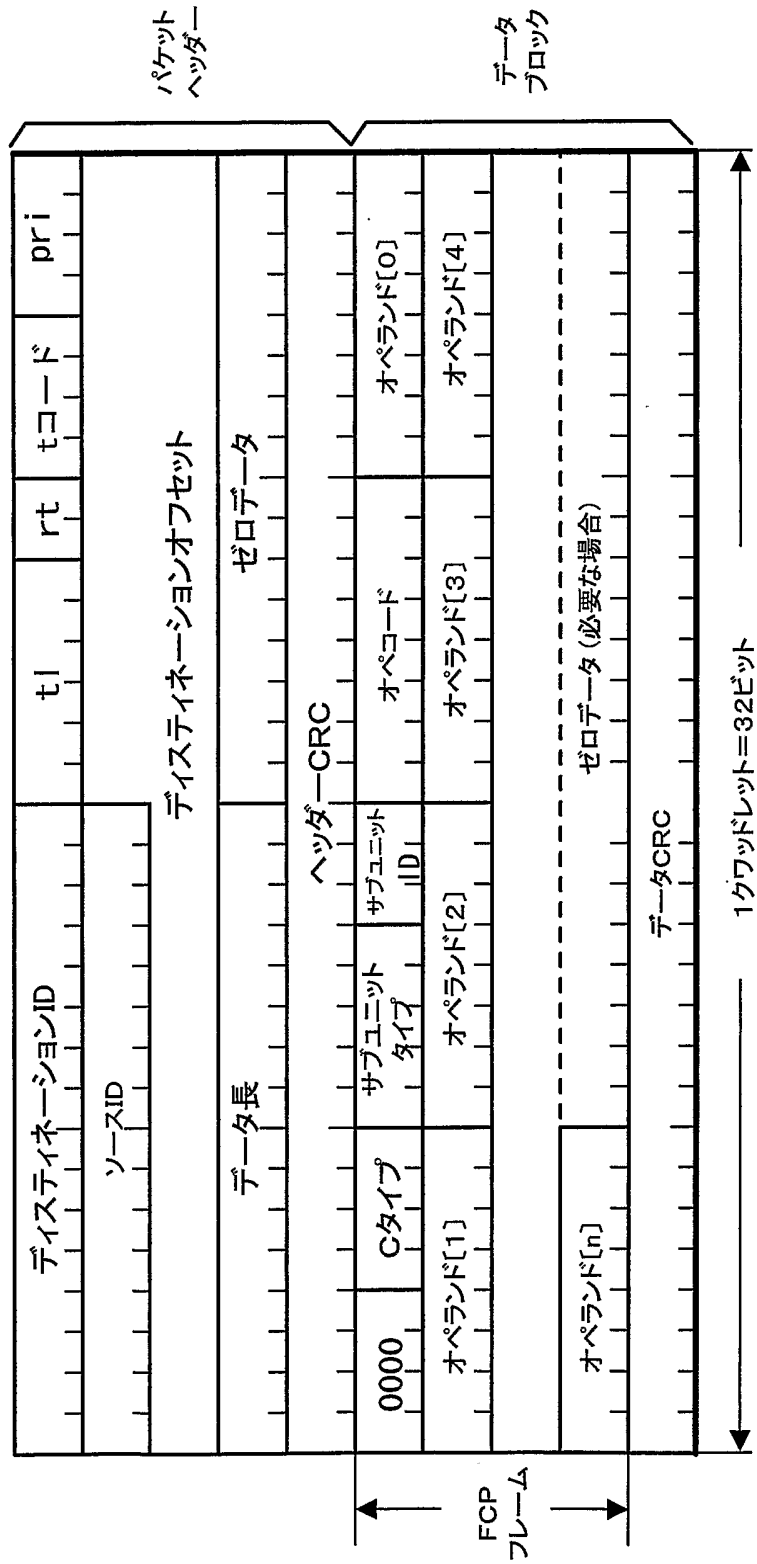 ディスティネーションID
tl
rt
tコード
pri
ソースID
ディスティネーションオフセット
データ長
ゼロデータ
ヘッダーCRC
0000
Cタイプ
サブユニット
タイプ
サブユニット
ID
オペコード
オペランド[0]
オペランド[1]
オペランド[2]
オペランド[3]
オペランド[4]
オペランド[n]
ゼロデータ(必要な場合)
データCRC
パケット
ヘッダー
データ
ブロック
FCP
フレーム
1クワッドレット=32ビット